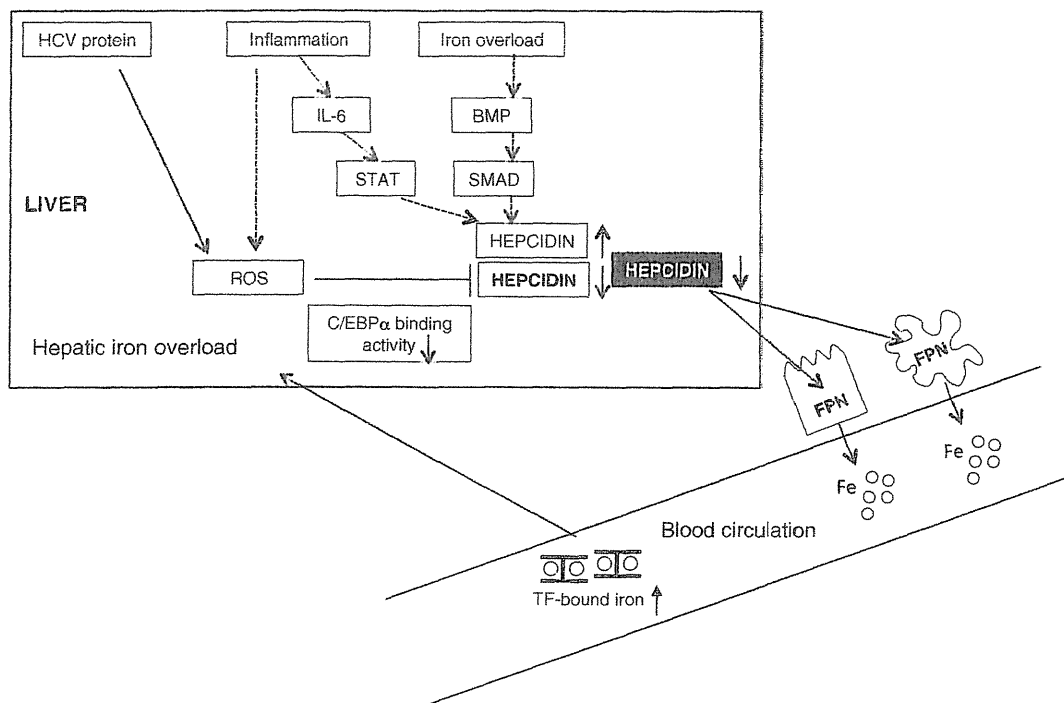 HCV protein
Inflammation
Iron overload
IL-6
BMP
STAT
SMAD
LIVER
HEPCIDIN
ROS
HEPCIDIN
HEPCIDIN
C/EBPα binding
activity
Hepatic iron overload
FPN
FPN
Fe
Fe
Blood circulation
TF-bound iron